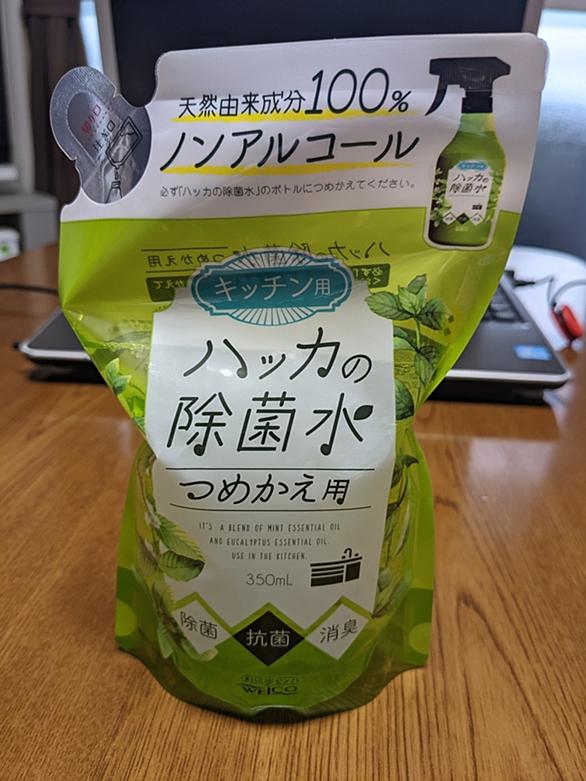 天然由来成分100%
ノンアルコール
必ず「ハッカの除菌水」のボトルにつめかえてください。
キッチン用
ハッカの
除菌水
つめかえ用
IT'S A BLEND OF MINT ESSENTIAL OIL
AND EUCALYPTUS ESSENTIAL OIL.
USE IN THE KITCHEN.
350mL
除菌
抗菌
消臭
WELCO
キッチン用
ハッカの
除菌水
注ぎ口